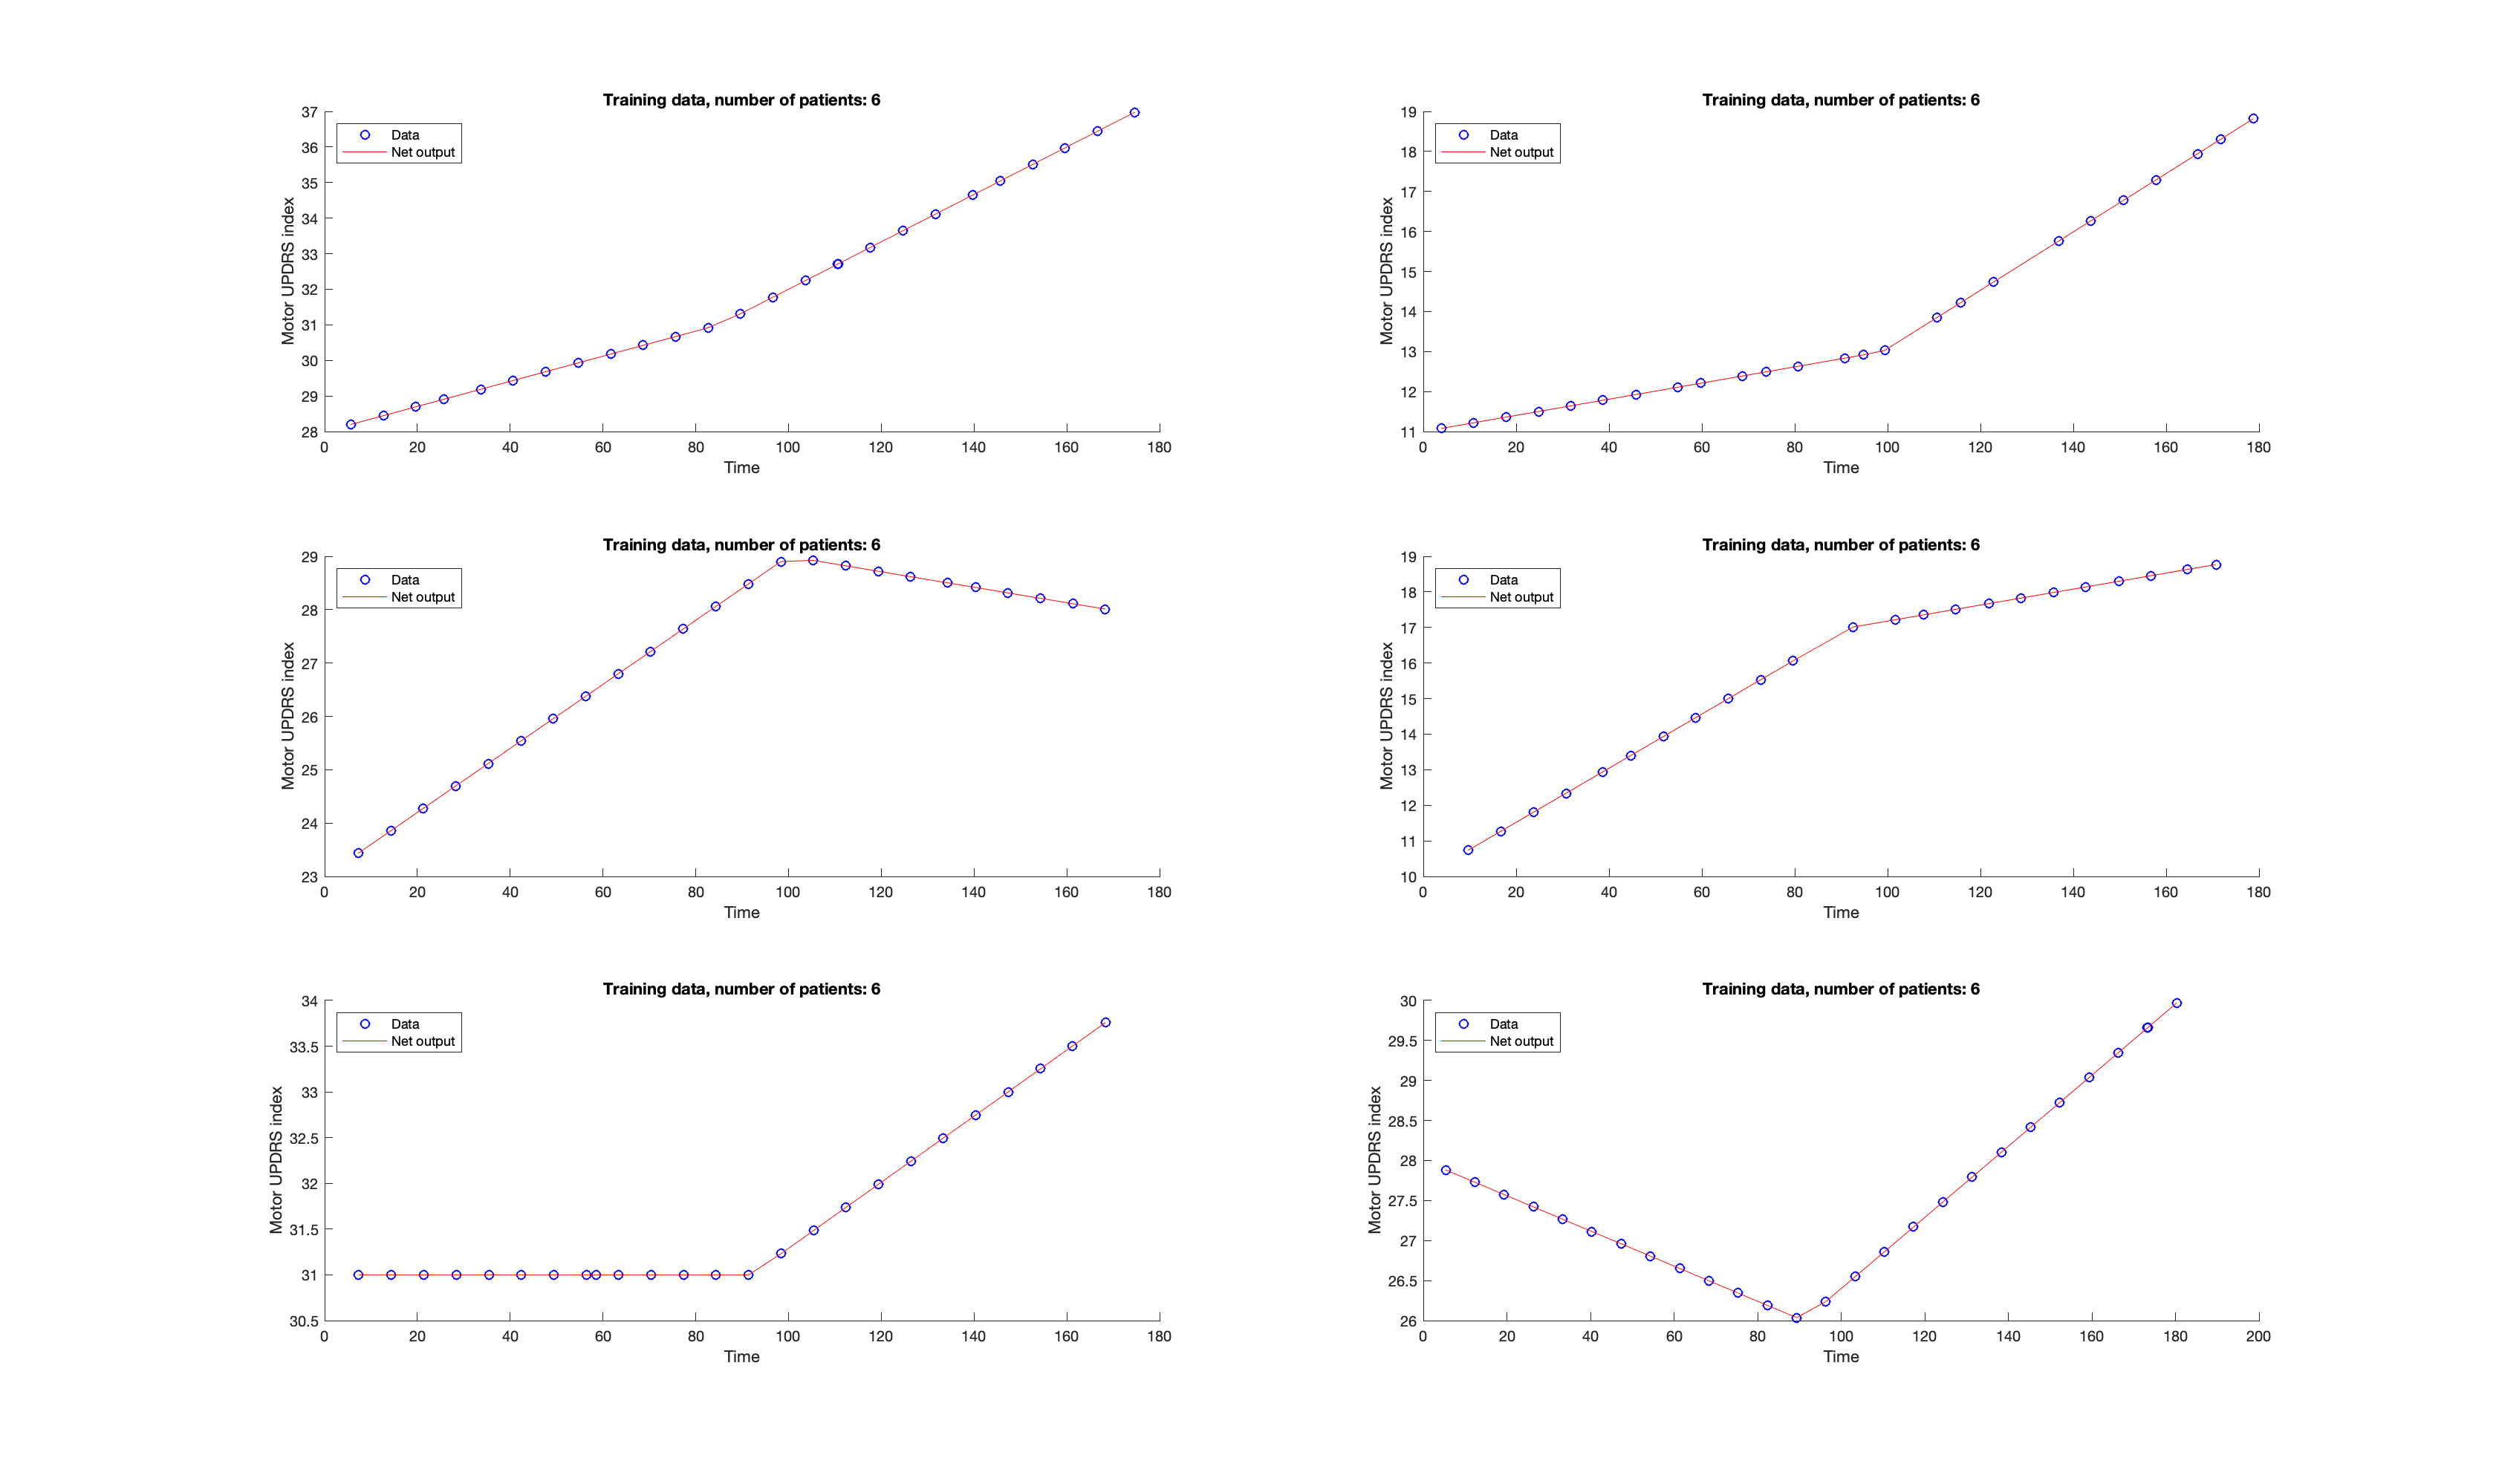 Training data, number of patients: 6
Data
Net output
Motor UPDRS index
37
36
35
34
33
32
31
30
29
28
0 20 40 60 80 100 120 140 160 180
Time
Training data, number of patients: 6
Data
Net output
Motor UPDRS index
19
18
17
16
15
14
13
12
11
0 20 40 60 80 100 120 140 160 180
Time
Training data, number of patients: 6
Data
Net output
Motor UPDRS index
29
28
27
26
25
24
23
0 20 40 60 80 100 120 140 160 180
Time
Training data, number of patients: 6
Data
Net output
Motor UPDRS index
19
18
17
16
15
14
13
12
11
10
0 20 40 60 80 100 120 140 160 180
Time
Training data, number of patients: 6
Data
Net output
Motor UPDRS index
34
33.5
33
32.5
32
31.5
31
30.5
0 20 40 60 80 100 120 140 160 180
Time
Training data, number of patients: 6
Data
Net output
Motor UPDRS index
30
29.5
29
28.5
28
27.5
27
26.5
26
0 20 40 60 80 100 120 140 160 180 200
Time